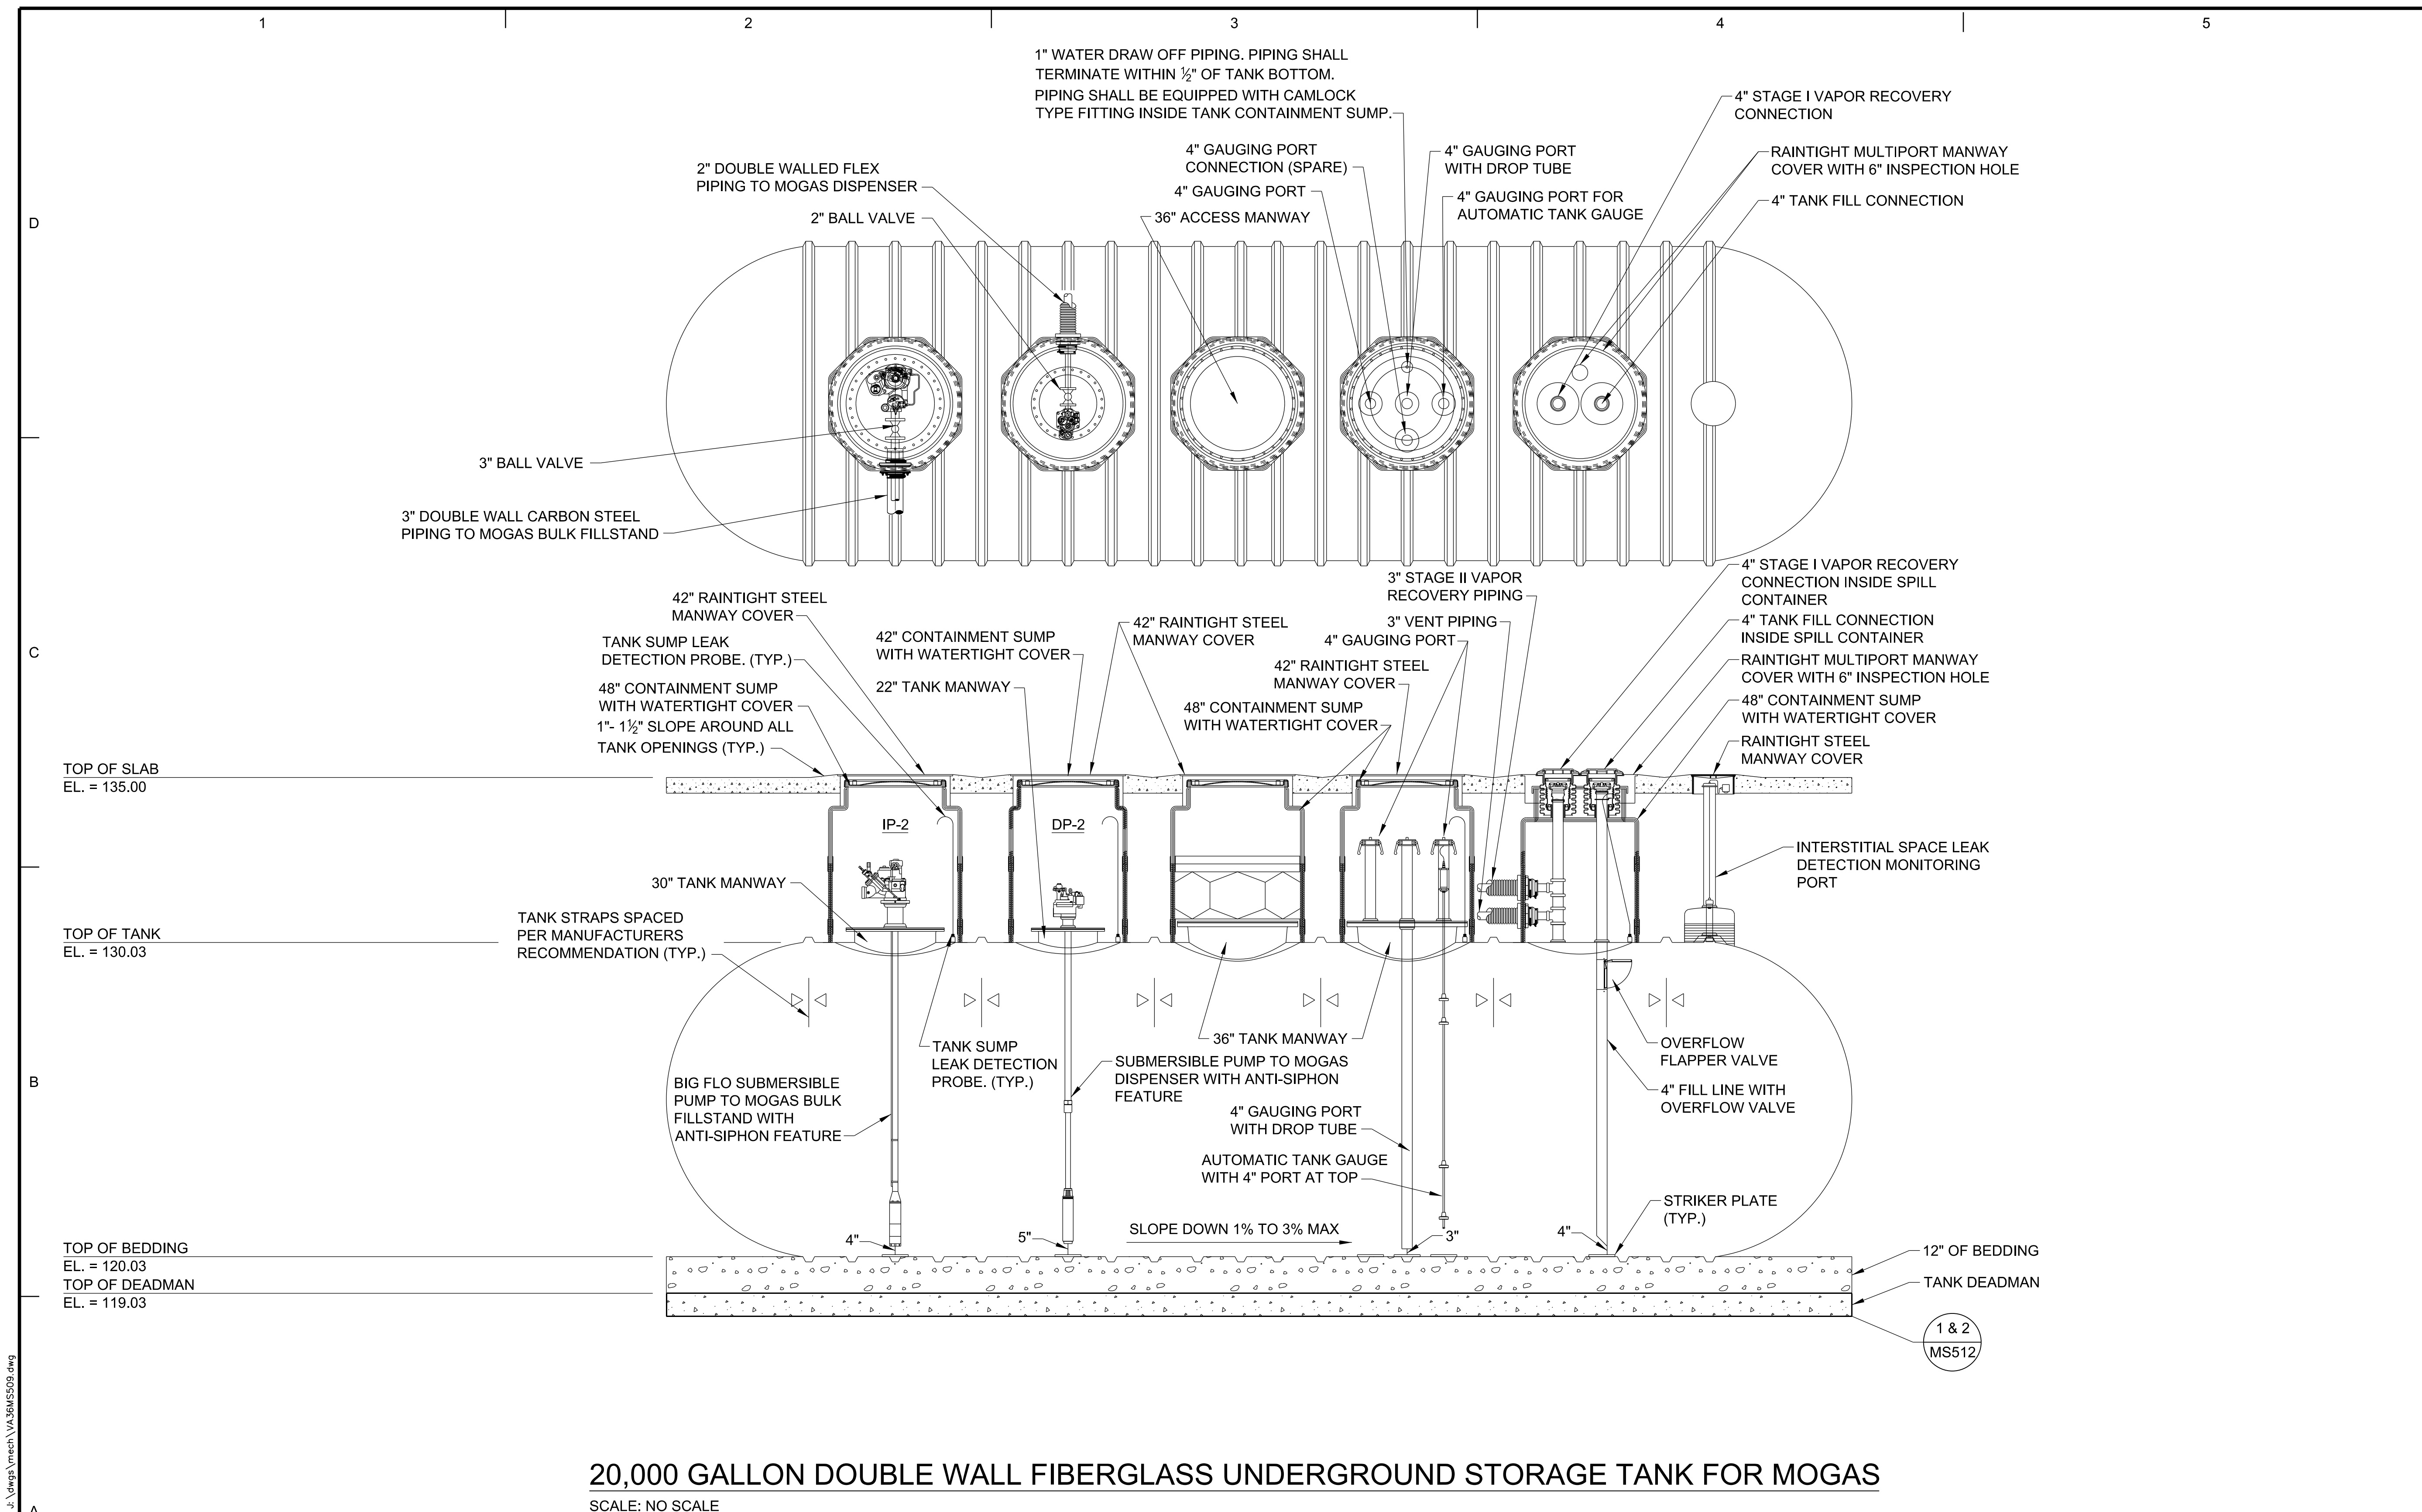 1
2
3
4
5
1" WATER DRAW OFF PIPING. PIPING SHALL
TERMINATE WITHIN ½" OF TANK BOTTOM.
PIPING SHALL BE EQUIPPED WITH CAMLOCK
TYPE FITTING INSIDE TANK CONTAINMENT SUMP.
4" STAGE I VAPOR RECOVERY
CONNECTION
2" DOUBLE WALLED FLEX
PIPING TO MOGAS DISPENSER
4" GAUGING PORT
CONNECTION (SPARE)
4" GAUGING PORT
WITH DROP TUBE
RAINTIGHT MULTIPORT MANWAY
COVER WITH 6" INSPECTION HOLE
2" BALL VALVE
4" GAUGING PORT
36" ACCESS MANWAY
4" GAUGING PORT FOR
AUTOMATIC TANK GAUGE
4" TANK FILL CONNECTION
D
3" BALL VALVE
3" DOUBLE WALL CARBON STEEL
PIPING TO MOGAS BULK FILLSTAND
C
42" RAINTIGHT STEEL
MANWAY COVER
TANK SUMP LEAK
DETECTION PROBE. (TYP.)
48" CONTAINMENT SUMP
WITH WATERTIGHT COVER
1"- 1½" SLOPE AROUND ALL
TANK OPENINGS (TYP.)
42" CONTAINMENT SUMP
WITH WATERTIGHT COVER
22" TANK MANWAY
42" RAINTIGHT STEEL
MANWAY COVER
3" STAGE II VAPOR
RECOVERY PIPING
3" VENT PIPING
4" GAUGING PORT
42" RAINTIGHT STEEL
MANWAY COVER
48" CONTAINMENT SUMP
WITH WATERTIGHT COVER
4" STAGE I VAPOR RECOVERY
CONNECTION INSIDE SPILL
CONTAINER
4" TANK FILL CONNECTION
INSIDE SPILL CONTAINER
RAINTIGHT MULTIPORT MANWAY
COVER WITH 6" INSPECTION HOLE
48" CONTAINMENT SUMP
WITH WATERTIGHT COVER
RAINTIGHT STEEL
MANWAY COVER
TOP OF SLAB
EL. = 135.00
IP-2
DP-2
INTERSTITIAL SPACE LEAK
DETECTION MONITORING
PORT
30" TANK MANWAY
TOP OF TANK
EL. = 130.03
TANK STRAPS SPACED
PER MANUFACTURERS
RECOMMENDATION (TYP.)
B
TANK SUMP
LEAK DETECTION
PROBE. (TYP.)
36" TANK MANWAY
BIG FLO SUBMERSIBLE
PUMP TO MOGAS BULK
FILLSTAND WITH
ANTI-SIPHON FEATURE
SUBMERSIBLE PUMP TO MOGAS
DISPENSER WITH ANTI-SIPHON
FEATURE
4" GAUGING PORT
WITH DROP TUBE
AUTOMATIC TANK GAUGE
WITH 4" PORT AT TOP
OVERFLOW
FLAPPER VALVE
4" FILL LINE WITH
OVERFLOW VALVE
STRIKER PLATE
(TYP.)
4"
5"
SLOPE DOWN 1% TO 3% MAX
3"
4"
TOP OF BEDDING
EL. = 120.03
TOP OF DEADMAN
EL. = 119.03
12" OF BEDDING
TANK DEADMAN
1 & 2
MS512
J:\dwgs\mech\VA36MS509.dwg
20,000 GALLON DOUBLE WALL FIBERGLASS UNDERGROUND STORAGE TANK FOR MOGAS
SCALE: NO SCALE
A